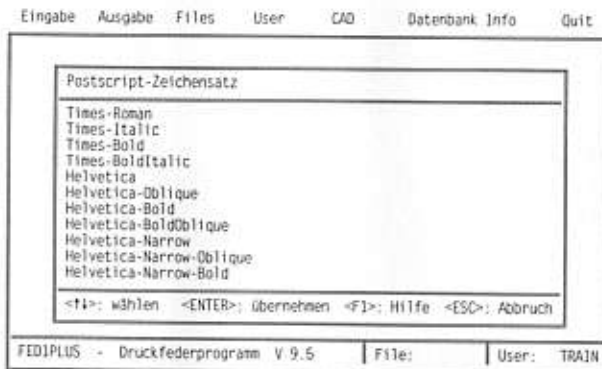 Eingabe Ausgabe Files User CAD Datenbank Info Quit
Postscript-Zeichensatz
Times-Roman
Times-Italic
Times-Bold
Times-BoldItalic
Helvetica
Helvetica-Oblique
Helvetica-Bold
Helvetica-BoldOblique
Helvetica-Narrow
Helvetica-Narrow-Oblique
Helvetica-Narrow-Bold
<↑↓>: wählen <ENTER>: übernehmen <F1>: Hilfe <ESC>: Abbruch
FED1PLUS - Druckfederprogramm V 9.5 File: User: TRAIN